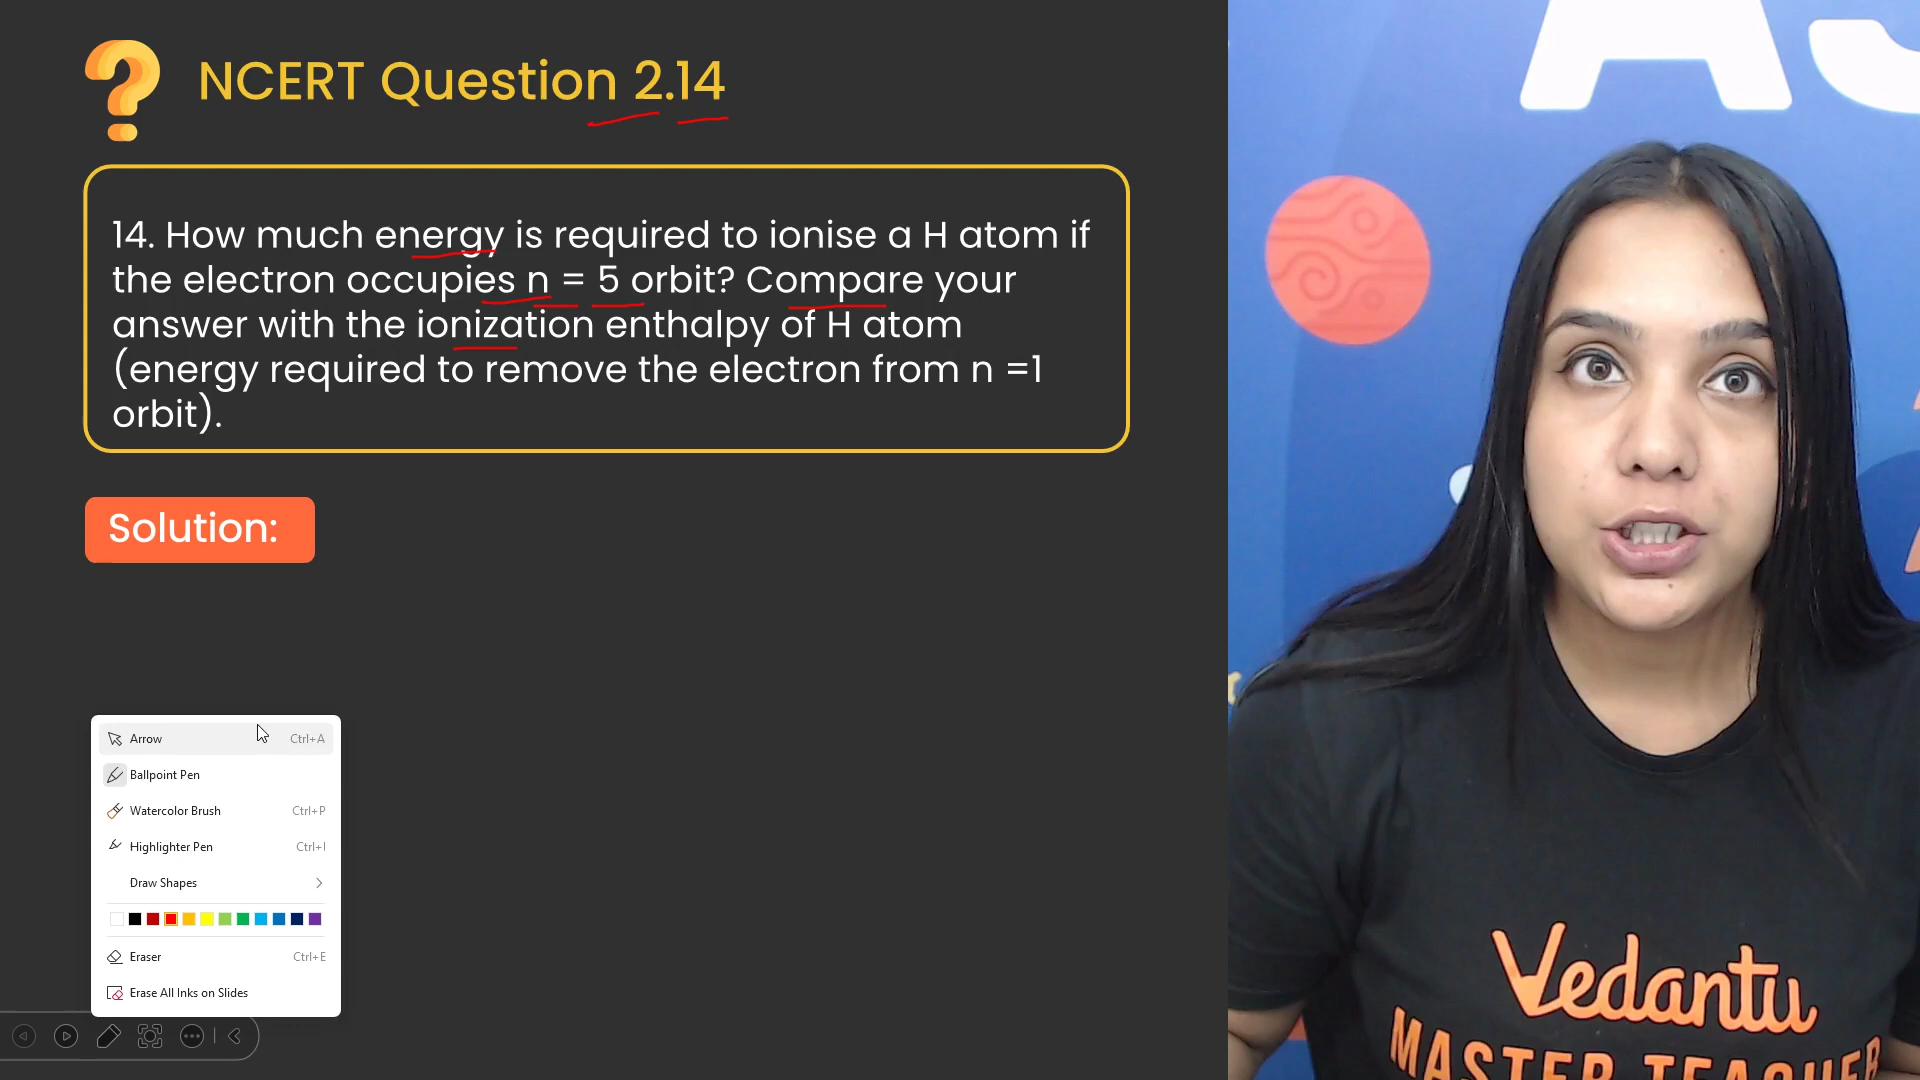 NCERT Question 2.14
14. How much energy is required to ionise a H atom if
the electron occupies n = 5 orbit? Compare your
answer with the ionization enthalpy of H atom
(energy required to remove the electron from n =1
orbit).
Solution:
Arrow Ctrl+A
Ballpoint Pen
Watercolor Brush Ctrl+P
Highlighter Pen Ctrl+I
Draw Shapes
Eraser Ctrl+E
Erase All Inks on Slides
Vedantu
MASTER TEACHER